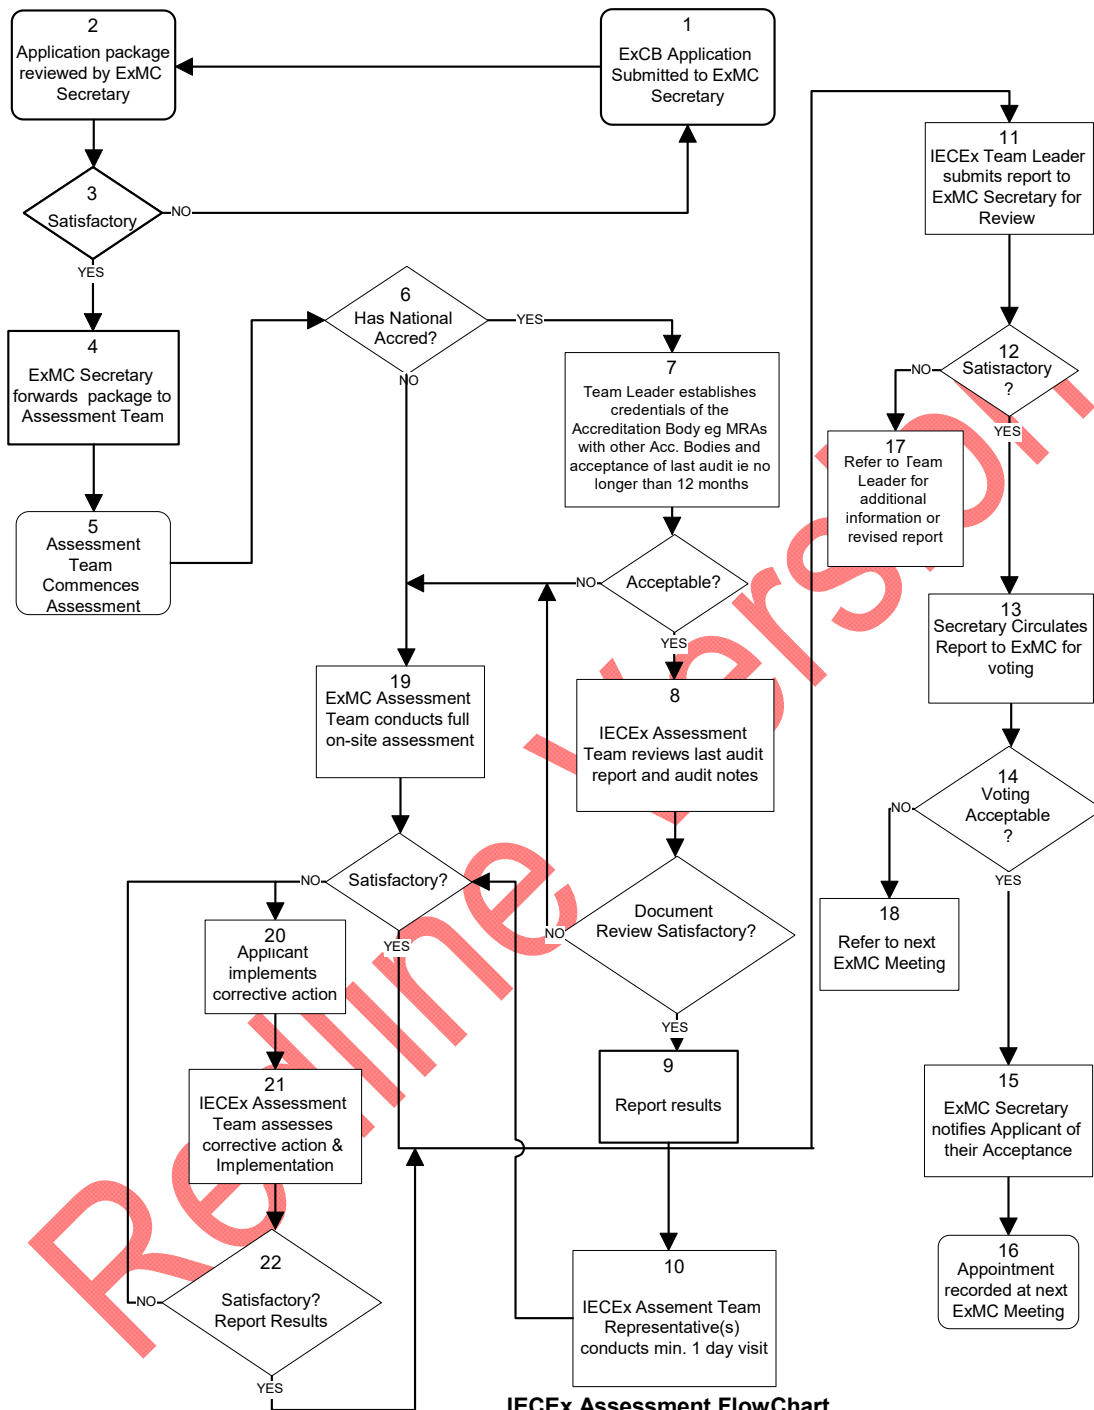 1
ExCB Application
Submitted to ExMC
Secretary
2
Application package
reviewed by ExMC
Secretary
3
Satisfactory
NO
YES
4
ExMC Secretary
forwards package to
Assessment Team
5
Assessment
Team
Commences
Assessment
6
Has National
Accred?
YES
NO
7
Team Leader establishes
credentials of the
Accreditation Body eg MRAs
with other Acc. Bodies and
acceptance of last audit ie no
longer than 12 months
Acceptable?
NO
YES
8
IECEx Assessment
Team reviews last audit
report and audit notes
Document
Review Satisfactory?
NO
YES
9
Report results
10
IECEx Assement Team
Representative(s)
conducts min. 1 day visit
11
IECEx Team Leader
submits report to
ExMC Secretary for
Review
12
Satisfactory
?
NO
YES
17
Refer to Team
Leader for
additional
information or
revised report
13
Secretary Circulates
Report to ExMC for
voting
14
Voting
Acceptable
?
NO
YES
18
Refer to next
ExMC Meeting
15
ExMC Secretary
notifies Applicant of
their Acceptance
16
Appointment
recorded at next
ExMC Meeting
19
ExMC Assessment
Team conducts full
on-site assessment
Satisfactory?
NO
YES
20
Applicant
implements
corrective action
21
IECEx Assessment
Team assesses
corrective action &
Implementation
22
Satisfactory?
Report Results
NO
YES
IECEx Assessment FlowChart
Redline Version